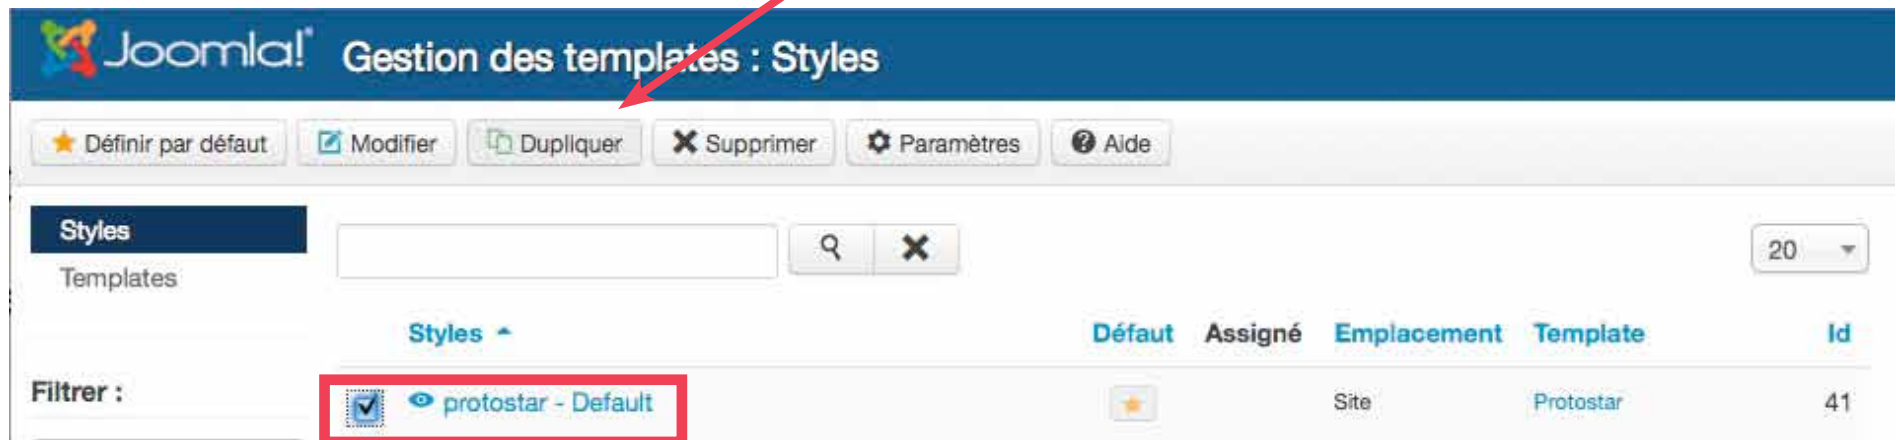 Joomla! Gestion des templates : Styles
Définir par défaut Modifier Dupliquer Supprimer Paramètres Aide
Styles
Templates
20
Styles Défaut Assigné Emplacement Template Id
Filtrer :
protostar - Default Site Protostar 41